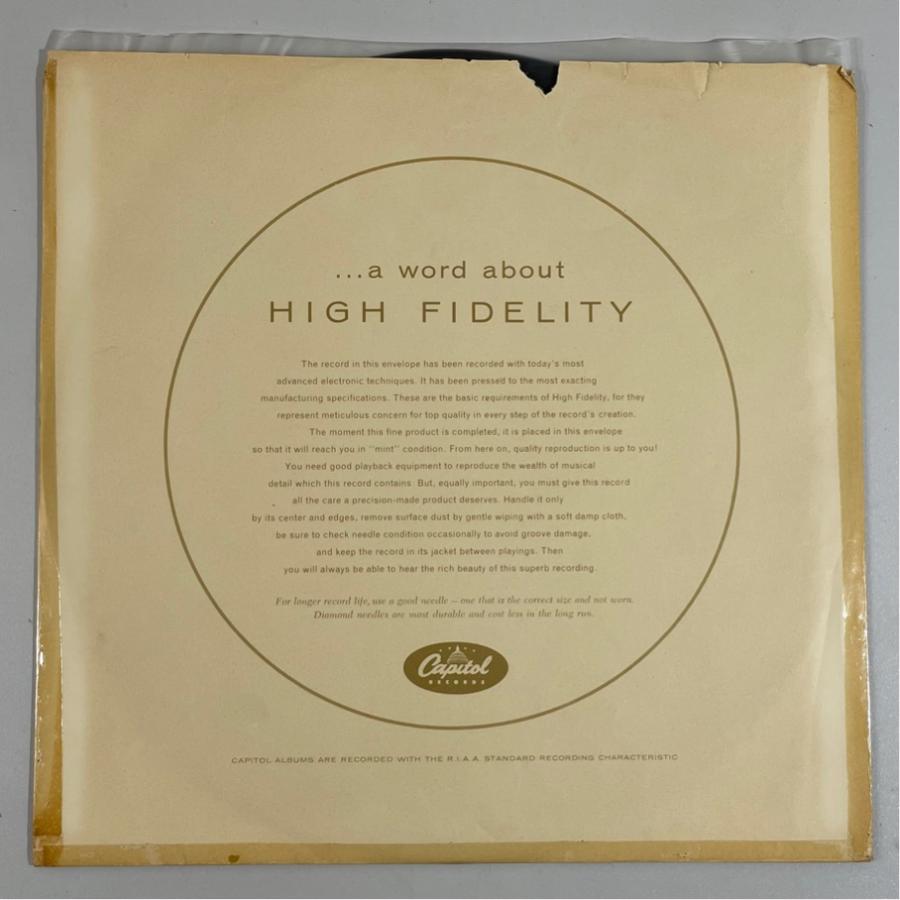 ...a word about
HIGH FIDELITY
The record in this envelope has been recorded with today's most
advanced electronic techniques. It has been pressed to the most exacting
manufacturing specifications. These are the basic requirements of High Fidelity, for they
represent meticulous concern for top quality in every step of the record's creation.
The moment this fine product is completed, it is placed in this envelope
so that it will reach you in "mint" condition. From here on, quality reproduction is up to you!
You need good playback equipment to reproduce the wealth of musical
detail which this record contains. But, equally important, you must give this record
all the care a precision-made product deserves. Handle it only
by its center and edges, remove surface dust by gentle wiping with a soft damp cloth,
be sure to check needle condition occasionally to avoid groove damage,
and keep the record in its jacket between playings. Then
you will always be able to hear the rich beauty of this superb recording.
For longer record life, use a good needle – one that is the correct size and not worn.
Diamond needles are most durable and cost less in the long run.
Capitol
RECORDS
CAPITOL ALBUMS ARE RECORDED WITH THE R.I.A.A. STANDARD RECORDING CHARACTERISTIC